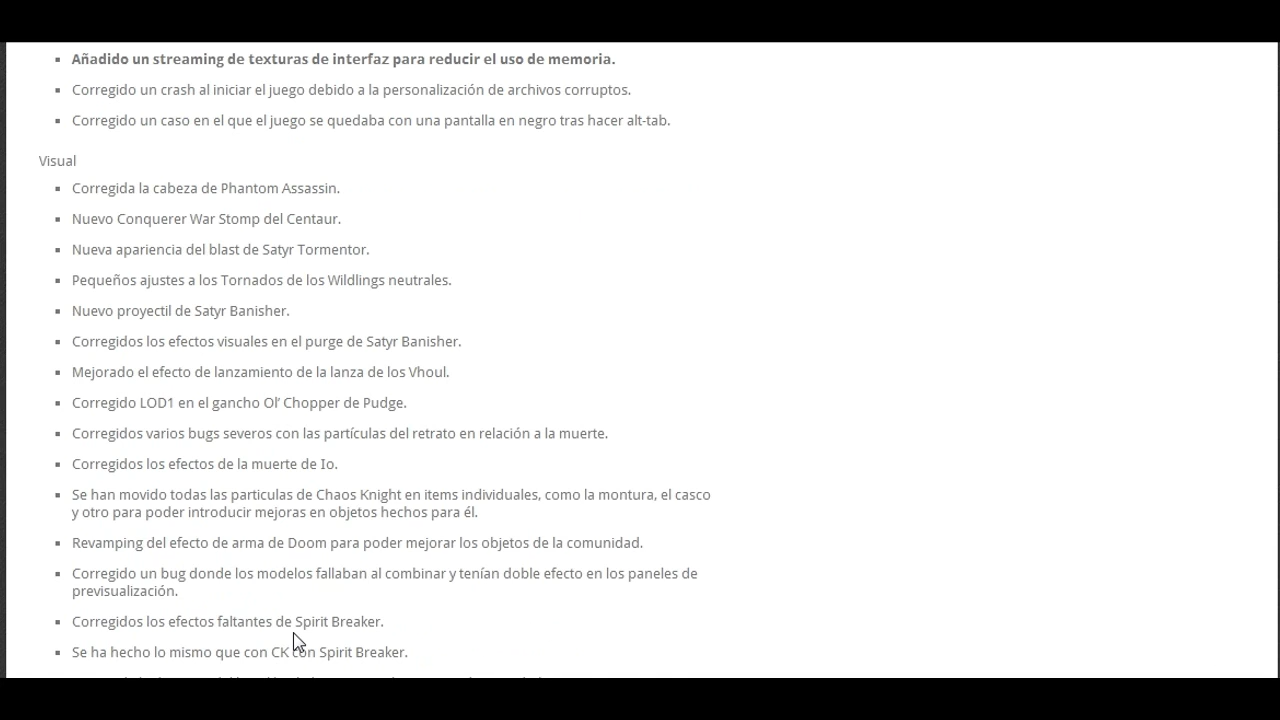 Añadido un streaming de texturas de interfaz para reducir el uso de memoria.
Corregido un crash al iniciar el juego debido a la personalización de archivos corruptos.
Corregido un caso en el que el juego se quedaba con una pantalla en negro tras hacer alt-tab.
Visual
Corregida la cabeza de Phantom Assassin.
Nuevo Conquerer War Stomp del Centaur.
Nueva apariencia del blast de Satyr Tormentor.
Pequeños ajustes a los Tornados de los Wildlings neutrales.
Nuevo proyectil de Satyr Banisher.
Corregidos los efectos visuales en el purge de Satyr Banisher.
Mejorado el efecto de lanzamiento de la lanza de los Vhoul.
Corregido LOD1 en el gancho Ol’ Chopper de Pudge.
Corregidos varios bugs severos con las partículas del retrato en relación a la muerte.
Corregidos los efectos de la muerte de Io.
Se han movido todas las particulas de Chaos Knight en items individuales, como la montura, el casco
y otro para poder introducir mejoras en objetos hechos para él.
Revamping del efecto de arma de Doom para poder mejorar los objetos de la comunidad.
Corregido un bug donde los modelos fallaban al combinar y tenían doble efecto en los paneles de
previsualización.
Corregidos los efectos faltantes de Spirit Breaker.
Se ha hecho lo mismo que con CK con Spirit Breaker.